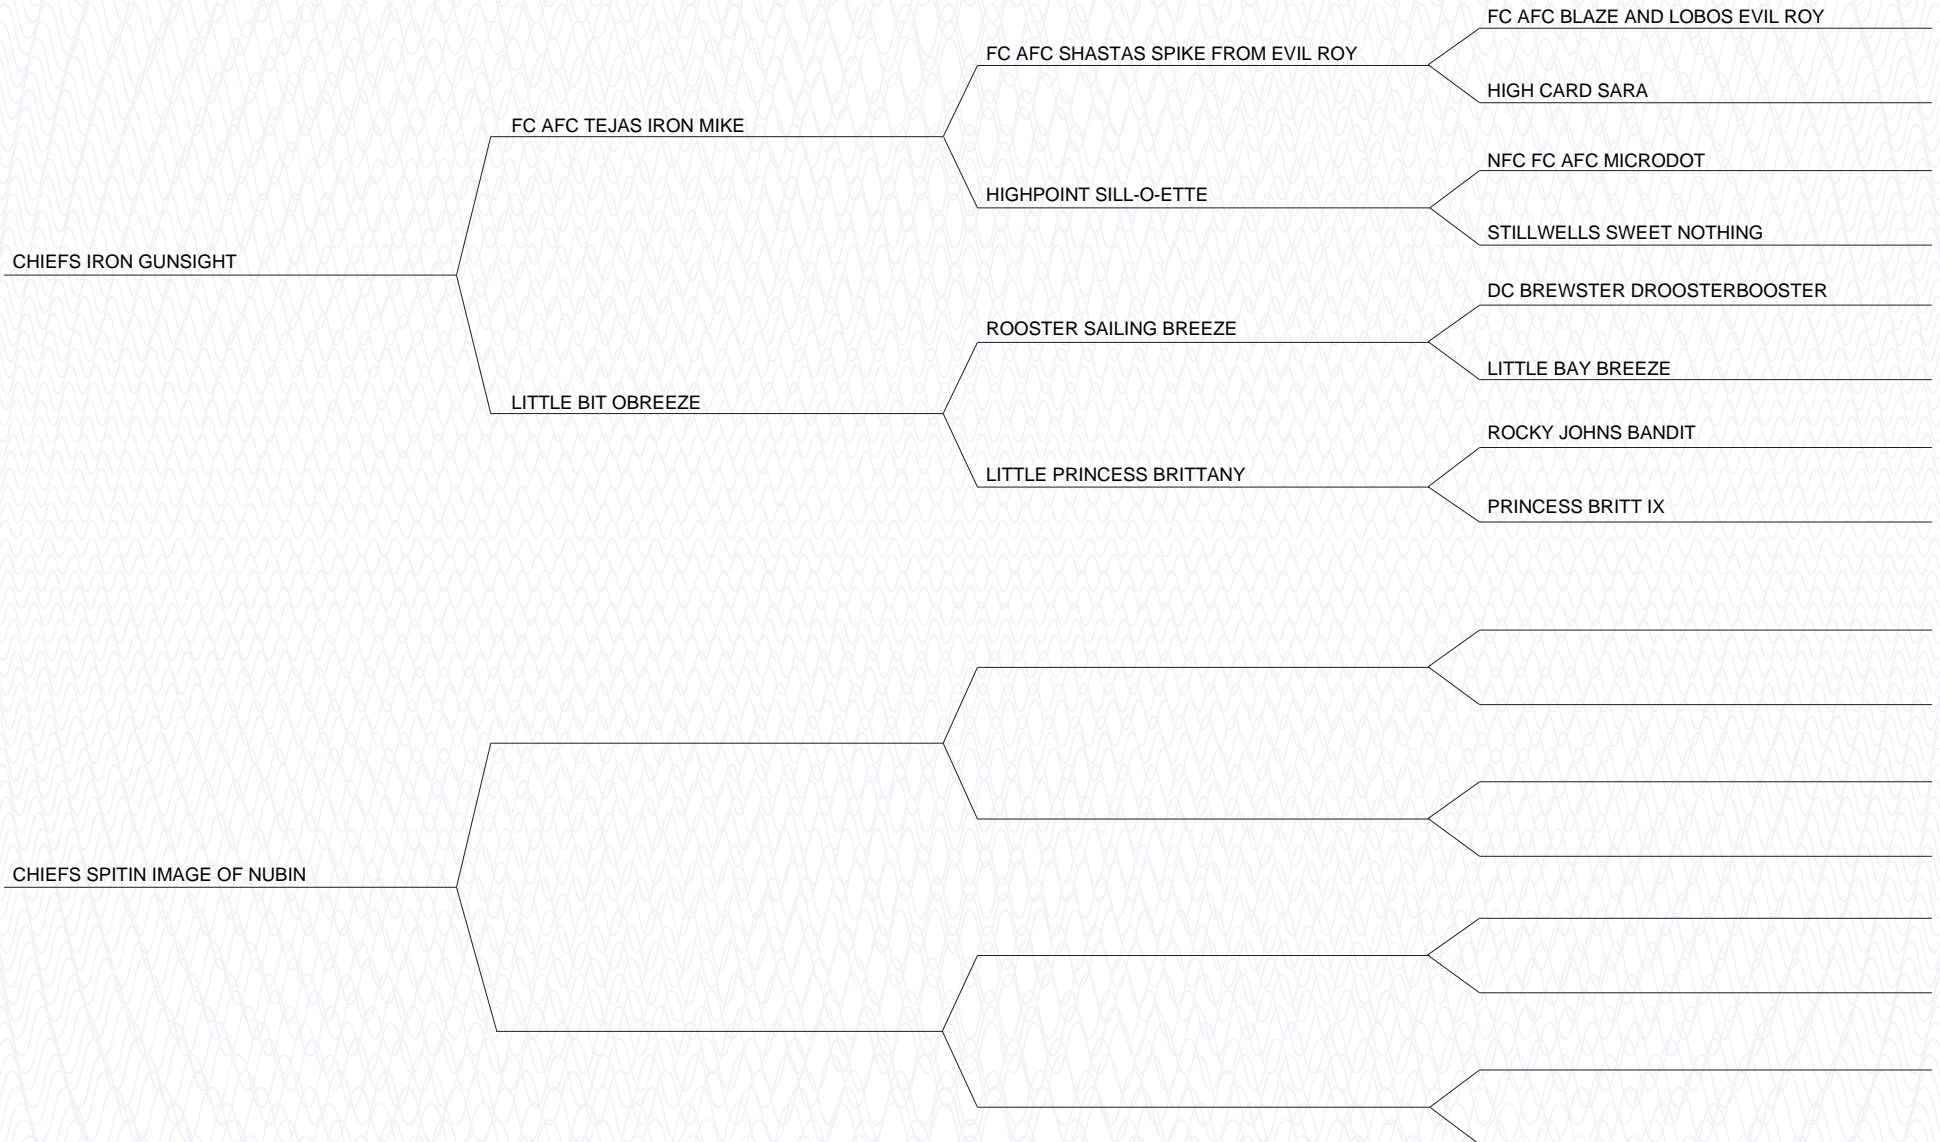 FC AFC BLAZE AND LOBOS EVIL ROY
FC AFC SHASTAS SPIKE FROM EVIL ROY
HIGH CARD SARA
FC AFC TEJAS IRON MIKE
NFC FC AFC MICRODOT
HIGHPOINT SILL-O-ETTE
STILLWELLS SWEET NOTHING
CHIEFS IRON GUNSIGHT
DC BREWSTER DROOSTERBOOSTER
ROOSTER SAILING BREEZE
LITTLE BAY BREEZE
LITTLE BIT OBREEZE
ROCKY JOHNS BANDIT
LITTLE PRINCESS BRITTANY
PRINCESS BRITT IX
CHIEFS SPITIN IMAGE OF NUBIN